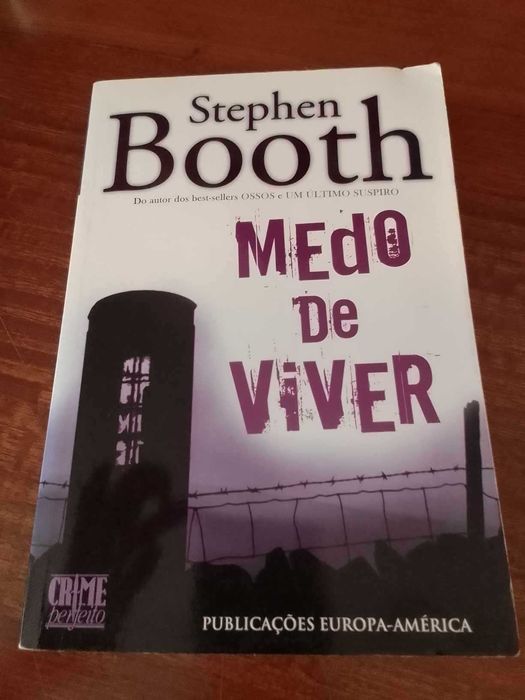 Stephen
Booth
Do autor dos best-sellers OSSOS e UM ÚLTIMO SUSPIRO
MEdO
De
ViVER
CRIME
perfeito
PUBLICAÇÕES EUROPA-AMÉRICA